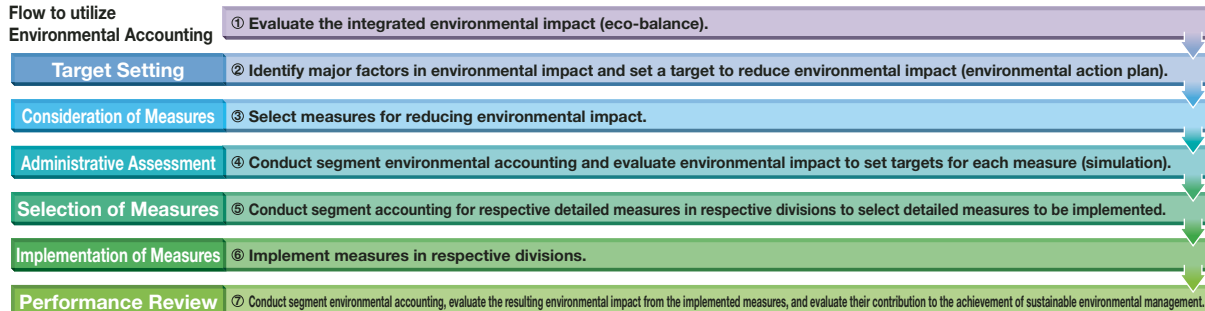 Flow to utilize
Environmental Accounting
① Evaluate the integrated environmental impact (eco-balance).
Target Setting
② Identify major factors in environmental impact and set a target to reduce environmental impact (environmental action plan).
Consideration of Measures
③ Select measures for reducing environmental impact.
Administrative Assessment
④ Conduct segment environmental accounting and evaluate environmental impact to set targets for each measure (simulation).
Selection of Measures
⑤ Conduct segment accounting for respective detailed measures in respective divisions to select detailed measures to be implemented.
Implementation of Measures
⑥ Implement measures in respective divisions.
Performance Review
⑦ Conduct segment environmental accounting, evaluate the resulting environmental impact from the implemented measures, and evaluate their contribution to the achievement of sustainable environmental management.